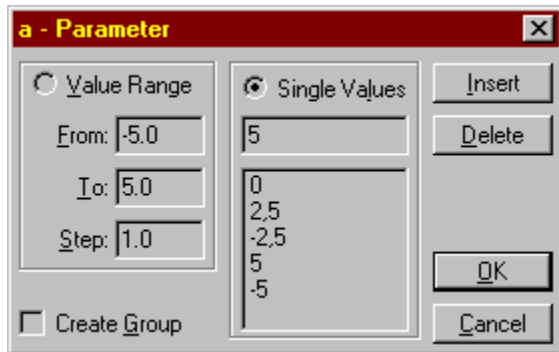 a - Parameter
Value Range
From: -5.0
To: 5.0
Step: 1.0
Create Group
Single Values
5
0
2,5
-2,5
5
-5
Insert
Delete
OK
Cancel